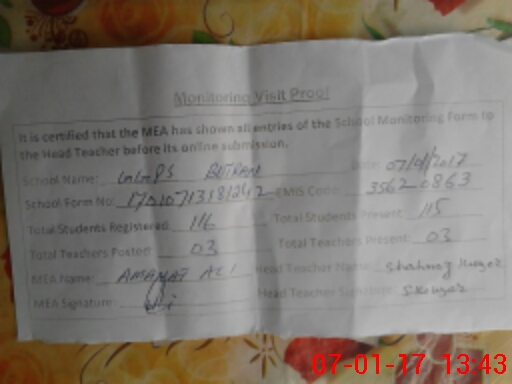 Monitoring Visit Proof
It is certified that the MEA has shown all entries of the School Monitoring Form to
the Head Teacher before its online submission.
School Name: GGPS Date: 07/01/2017
School Form No: EMIS Code: 35620863
Total Students Registered: 116 Total Students Present: 115
Total Teachers Posted: 03 Total Teachers Present: 03
MEA Name: AMANAT ALI Head Teacher Name:
MEA Signature: Head Teacher Signature:
07-01-17 13:43